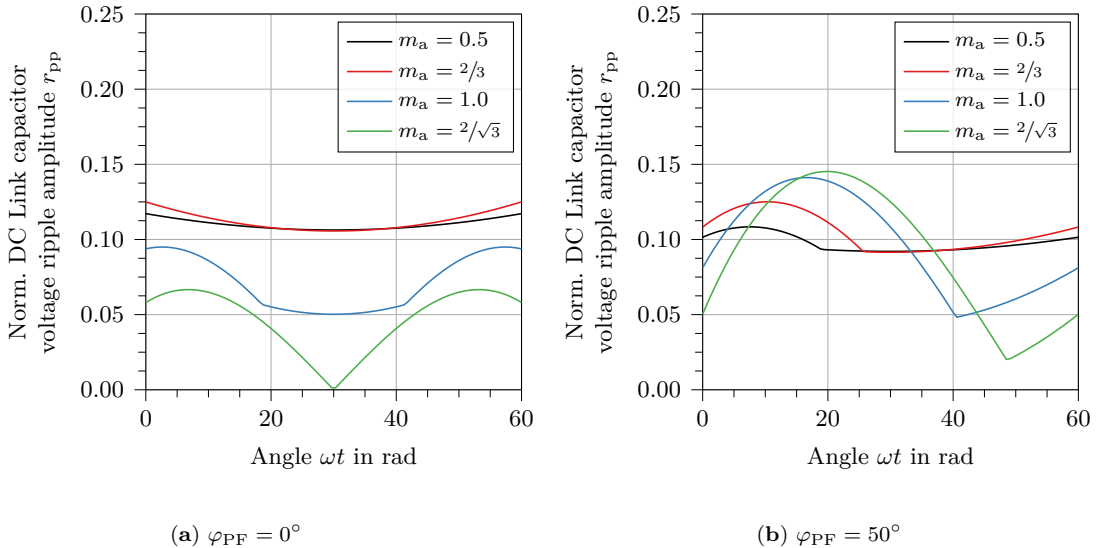 Norm. DC Link capacitor
voltage ripple amplitude r_pp
0.25
0.20
0.15
0.10
0.05
0.00
m_a = 0.5
m_a = 2/3
m_a = 1.0
m_a = 2/√3
0 20 40 60
Angle ωt in rad
(a) φ_PF = 0°
Norm. DC Link capacitor
voltage ripple amplitude r_pp
0.25
0.20
0.15
0.10
0.05
0.00
m_a = 0.5
m_a = 2/3
m_a = 1.0
m_a = 2/√3
0 20 40 60
Angle ωt in rad
(b) φ_PF = 50°